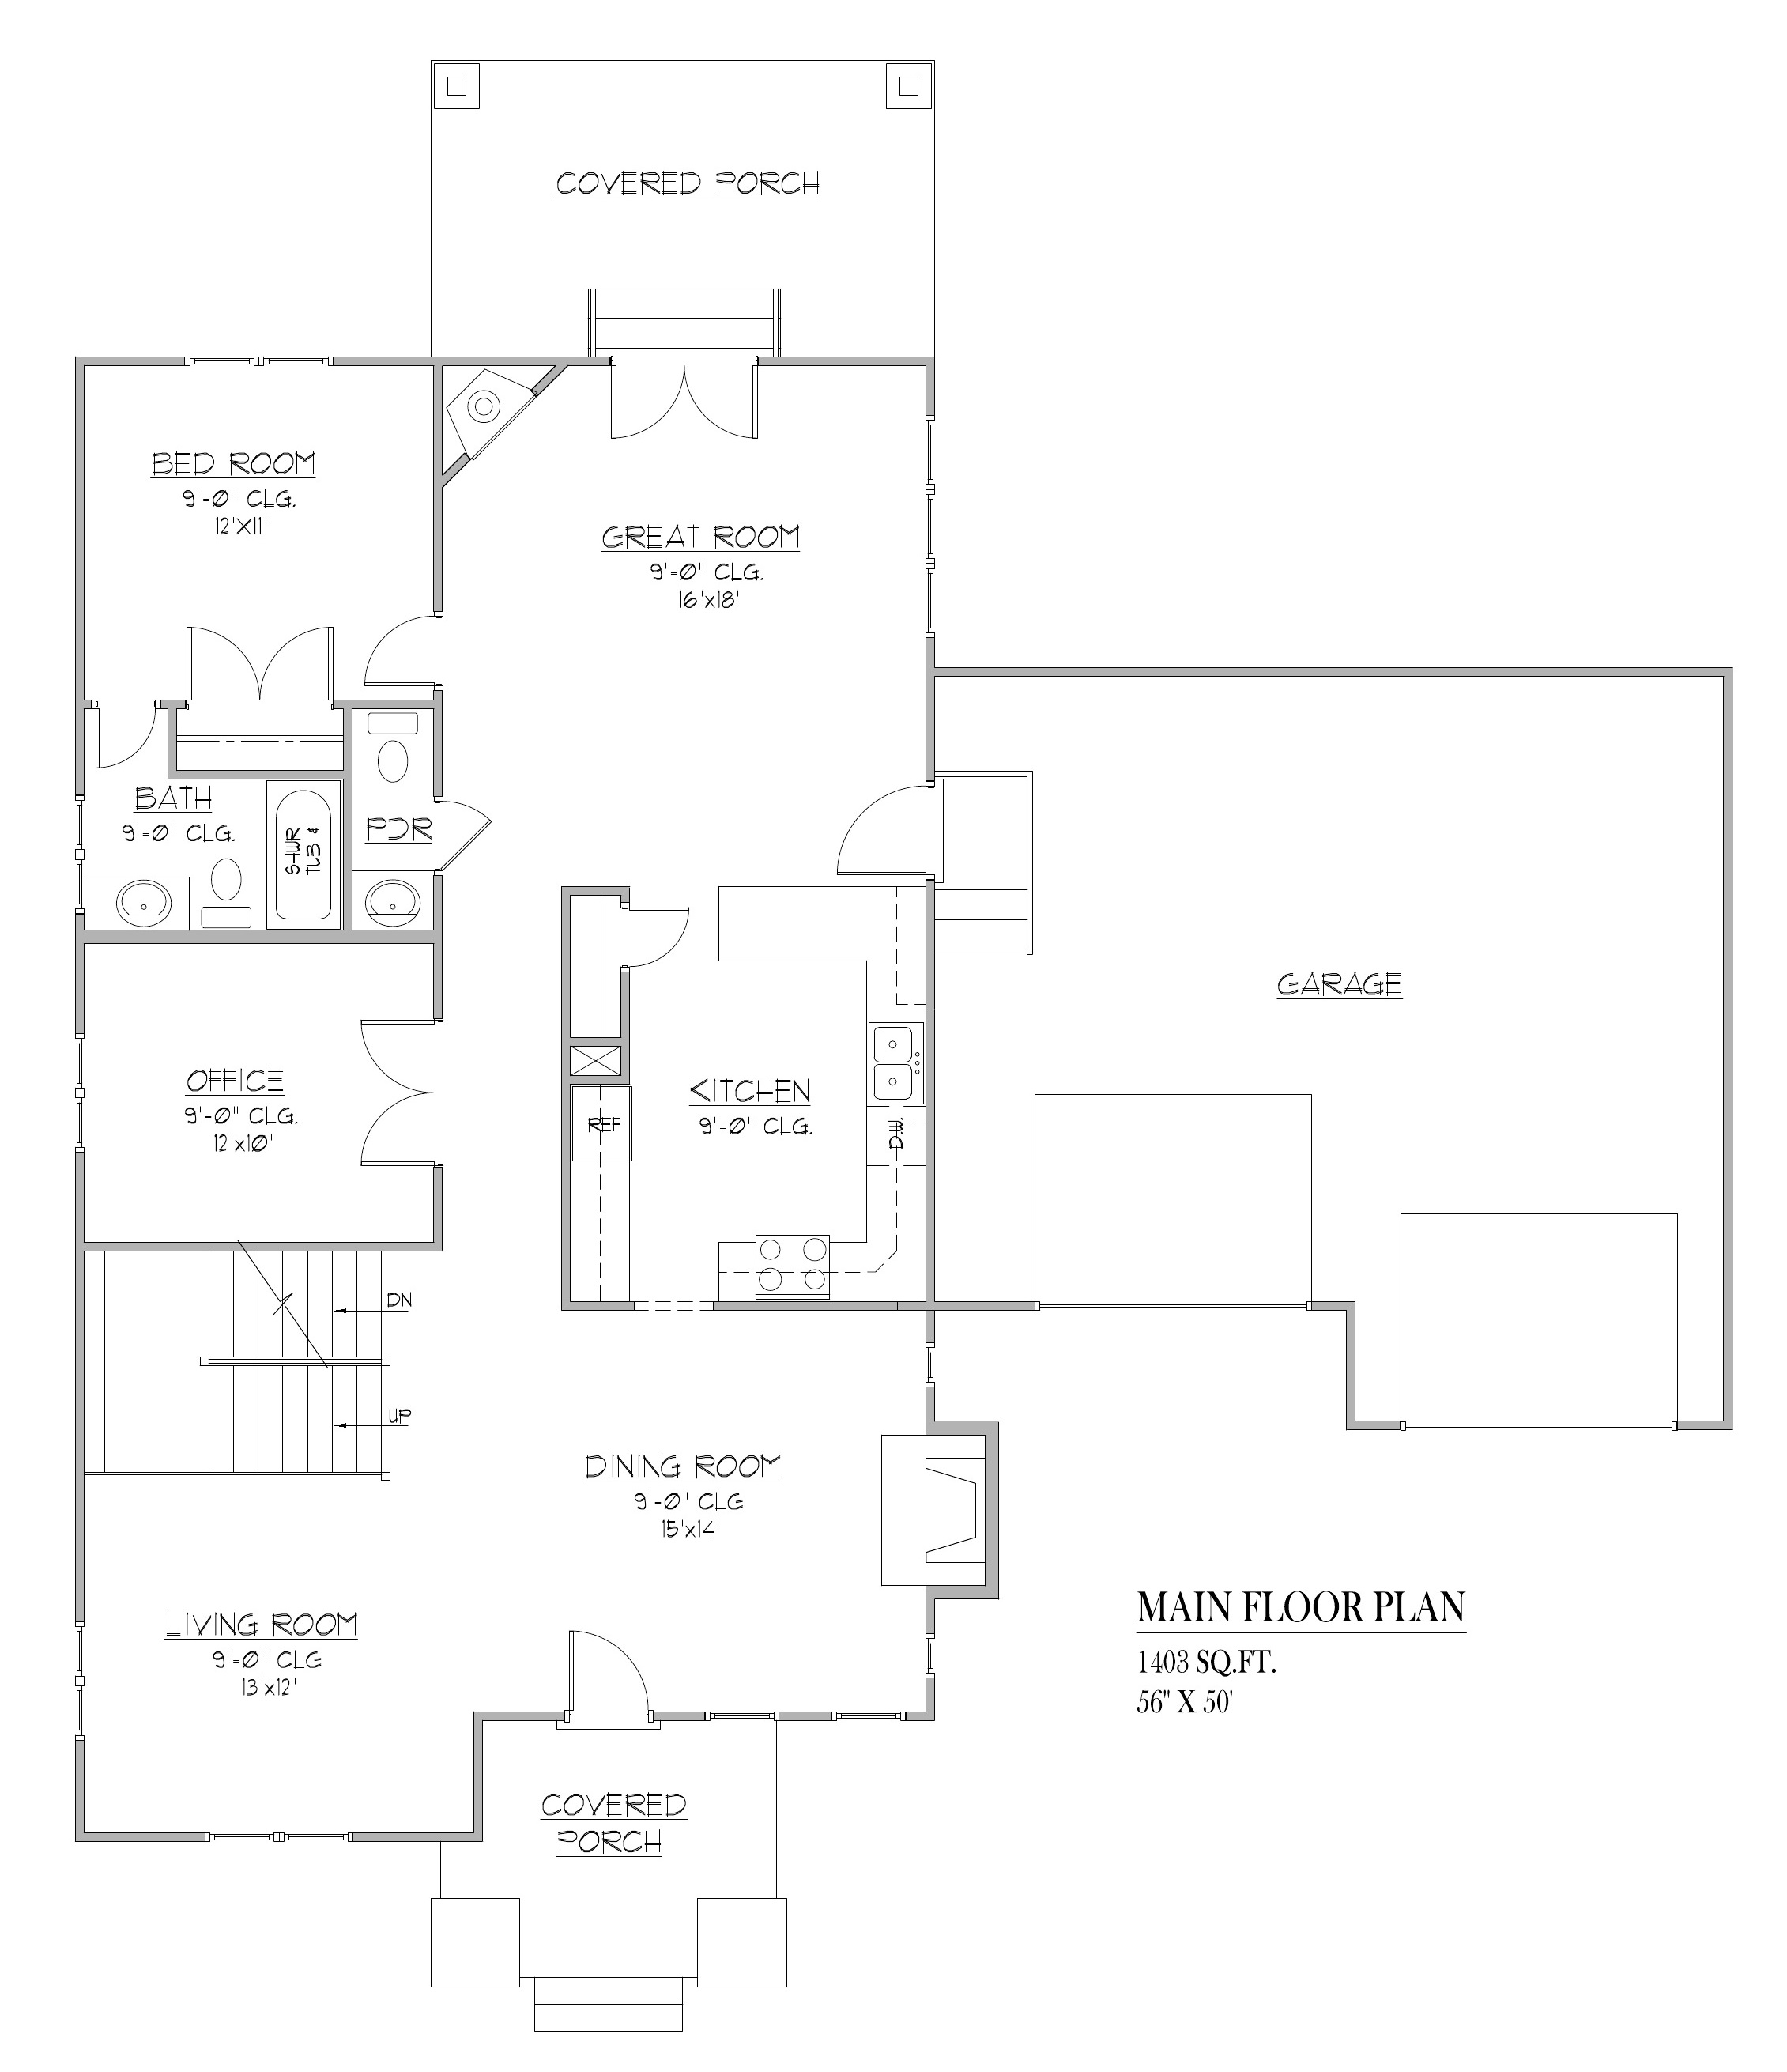 COVERED PORCH
BED ROOM
9'-0" CLG.
12'X11'
GREAT ROOM
9'-0" CLG.
16'x18'
BATH
9'-0" CLG.
SHWR
TUB &
PDR
GARAGE
OFFICE
9'-0" CLG.
12'x10'
KITCHEN
9'-0" CLG.
REF
D.W.
DN
UP
DINING ROOM
9'-0" CLG
15'x14'
LIVING ROOM
9'-0" CLG
13'x12'
MAIN FLOOR PLAN
1403 SQ.FT.
56" X 50'
COVERED
PORCH